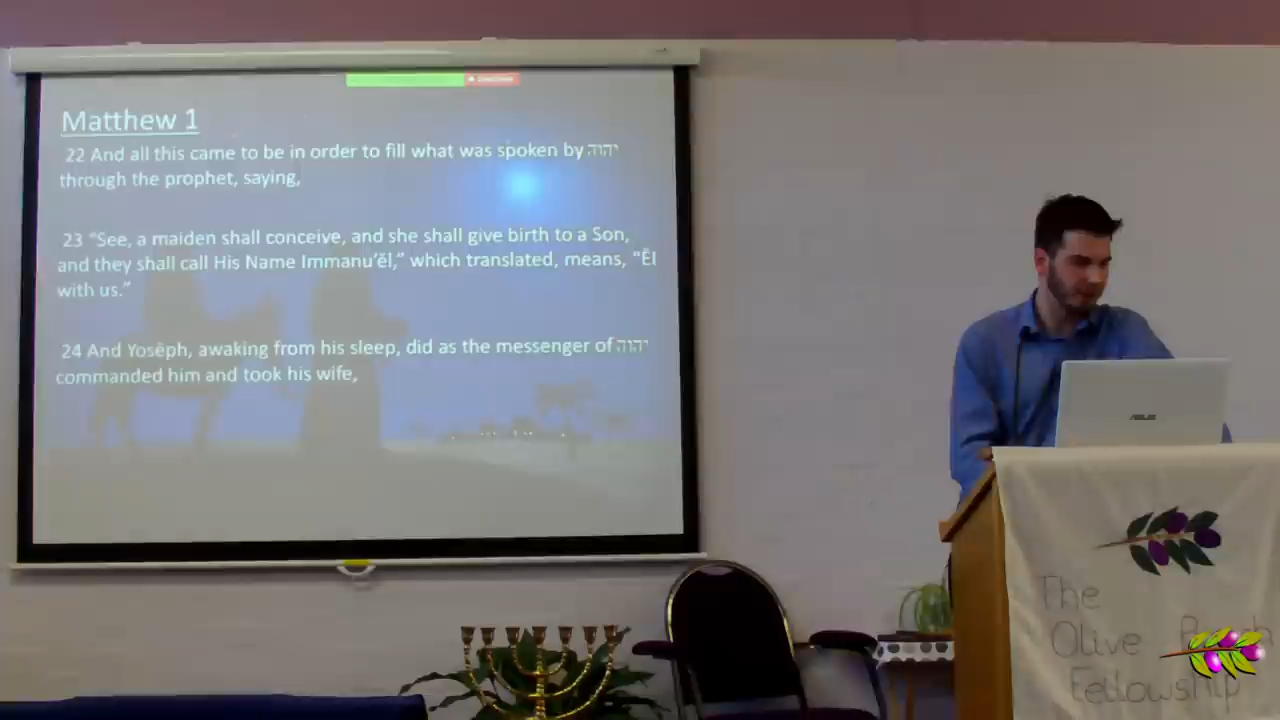 Matthew 1
22 And all this came to be in order to fill what was spoken by יהוה
through the prophet, saying,
23 “See, a maiden shall conceive, and she shall give birth to a Son,
and they shall call His Name Immanu’ĕl,” which translated, means, “Ĕl
with us.”
24 And Yosĕph, awaking from his sleep, did as the messenger of יהוה
commanded him and took his wife,
ASUS
The
Olive
Fellowship